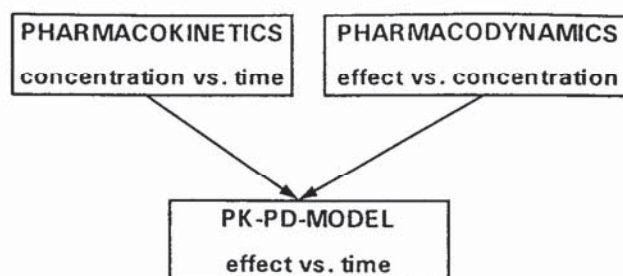 PHARMACOKINETICS
concentration vs. time
PHARMACODYNAMICS
effect vs. concentration
PK-PD-MODEL
effect vs. time